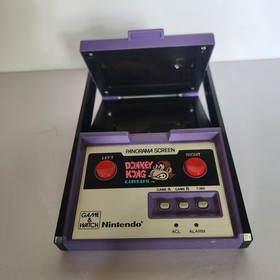 PANORAMA SCREEN
LEFT
RIGHT
DONKEY
KONG
CIRCUS
GAME A GAME B TIME
GAME &
WATCH
Nintendo
ACL ALARM